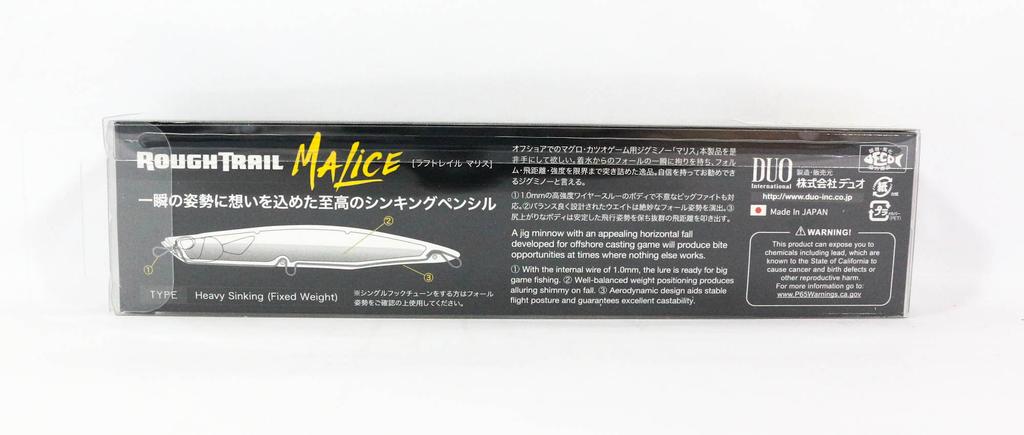 ROUGHTRAIL MALICE [ラフトレイル マリス]
一瞬の姿勢に想いを込めた至高のシンキングペンシル
①
②
③
TYPE Heavy Sinking (Fixed Weight)
※シングルフックチューンをする方はフォール
姿勢をご確認の上使用してください。
オフショアでのマグロ・カツオゲーム用ジグミノー「マリス」本製品を是
非手にして欲しい。着水からのフォールの一瞬に拘りを持ち、フォル
ム・飛距離・強度を限界まで突き詰めた逸品。自信を持ってお勧めでき
るジグミノーと言える。
①1.0mmの高強度ワイヤースルーのボディで不意なビッグファイトも対
応。②バランス良く設計されたウエイトは絶妙なフォール姿勢を演出。③
尻上がりなボディは安定した飛行姿勢を保ち抜群の飛距離を叩き出す。
A jig minnow with an appealing horizontal fall
developed for offshore casting game will produce bite
opportunities at times where nothing else works.
① With the internal wire of 1.0mm, the lure is ready for big
game fishing. ② Well-balanced weight positioning produces
alluring shimmy on fall. ③ Aerodynamic design aids stable
flight posture and guarantees excellent castability.
DUO
International
製造・販売元
株式会社デュオ
http://www.duo-inc.co.jp
Made In JAPAN
ECO
紙
プラ
(PET)
WARNING!
This product can expose you to
chemicals including lead, which are
known to the State of California to
cause cancer and birth defects or
other reproductive harm.
For more information go to:
www.P65Warnings.ca.gov